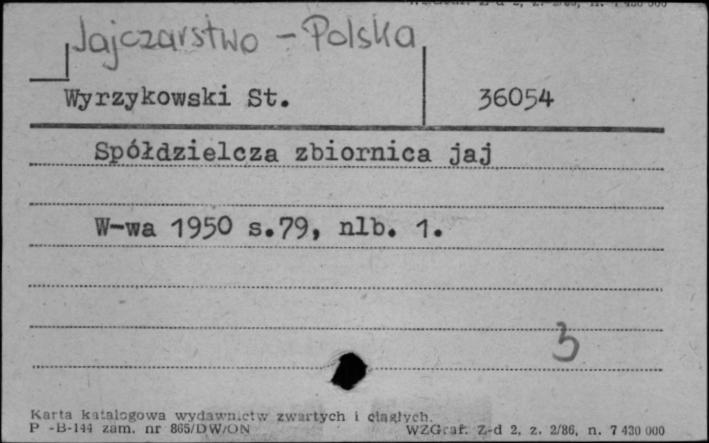 Jajczarstwo - Polska
Wyrzykowski St. 36054
Spółdzielcza zbiornica jaj
W-wa 1950 s.79, nlb. 1.
3
Karta katalogowa wydawnictw zwartych i ciągłych.
P -B-144 zam. nr 865/DW/ON WZGraf. Z-d 2, z. 2/86, n. 7 430 000